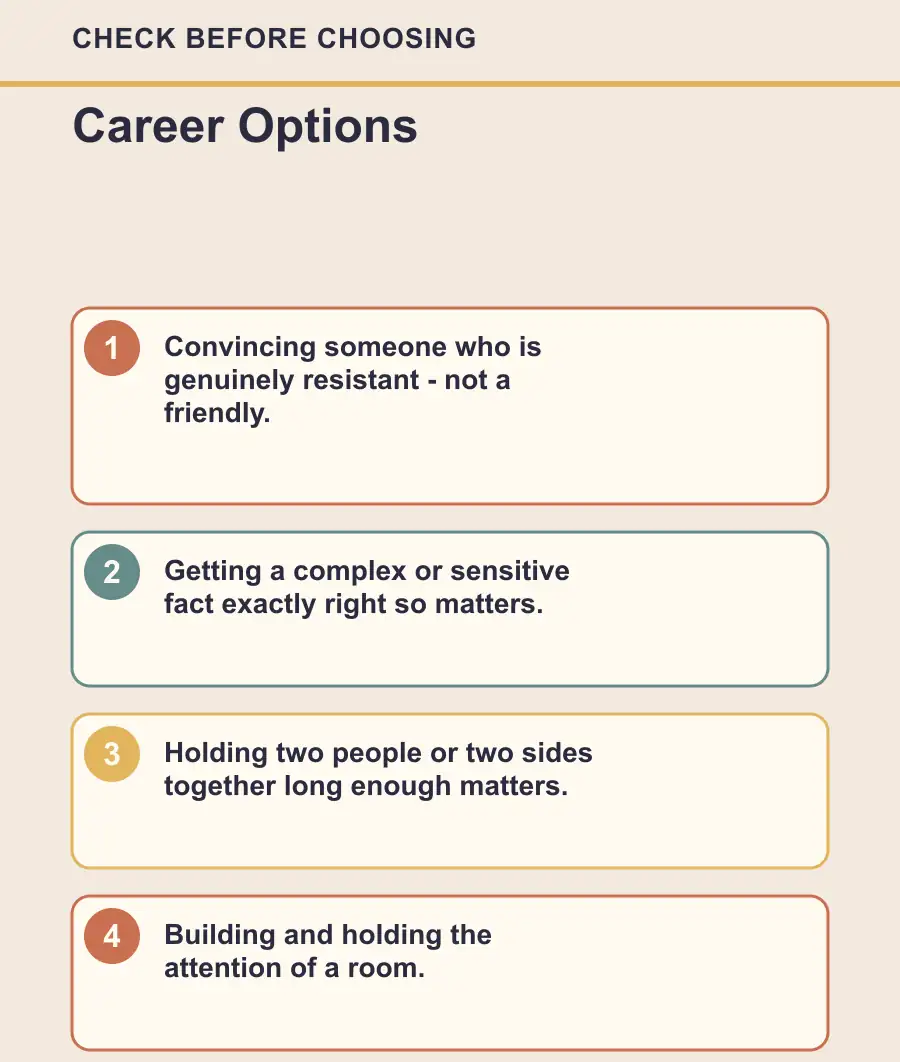 CHECK BEFORE CHOOSING
Career Options
1
Convincing someone who is
genuinely resistant - not a
friendly.
2
Getting a complex or sensitive
fact exactly right so matters.
3
Holding two people or two sides
together long enough matters.
4
Building and holding the
attention of a room.